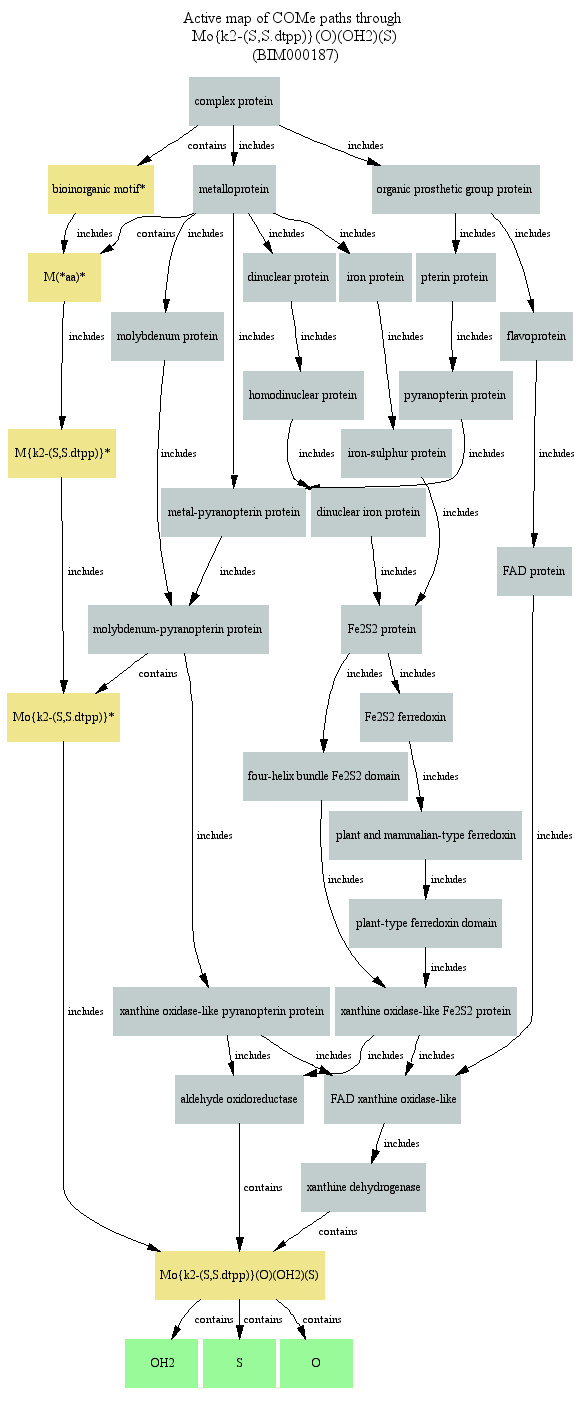 Active map of COMe paths through
Mo{k2-(S,S.dtpp)}(O)(OH2)(S)
(BIM000187)
complex protein
contains
includes
includes
bioinorganic motif*
metalloprotein
organic prosthetic group protein
includes
contains
includes
includes
includes
includes
includes
M(*aa)*
dinuclear protein
iron protein
pterin protein
molybdenum protein
flavoprotein
includes
includes
includes
includes
homodinuclear protein
pyranopterin protein
M{k2-(S,S.dtpp)}*
iron-sulphur protein
includes
includes
includes
includes
metal-pyranopterin protein
dinuclear iron protein
includes
includes
includes
includes
FAD protein
molybdenum-pyranopterin protein
Fe2S2 protein
contains
includes
includes
Mo{k2-(S,S.dtpp)}*
Fe2S2 ferredoxin
four-helix bundle Fe2S2 domain
includes
includes
plant and mammalian-type ferredoxin
includes
includes
includes
plant-type ferredoxin domain
includes
includes
xanthine oxidase-like pyranopterin protein
xanthine oxidase-like Fe2S2 protein
includes
includes
includes
includes
aldehyde oxidoreductase
FAD xanthine oxidase-like
includes
contains
xanthine dehydrogenase
contains
Mo{k2-(S,S.dtpp)}(O)(OH2)(S)
contains
contains
contains
OH2
S
O